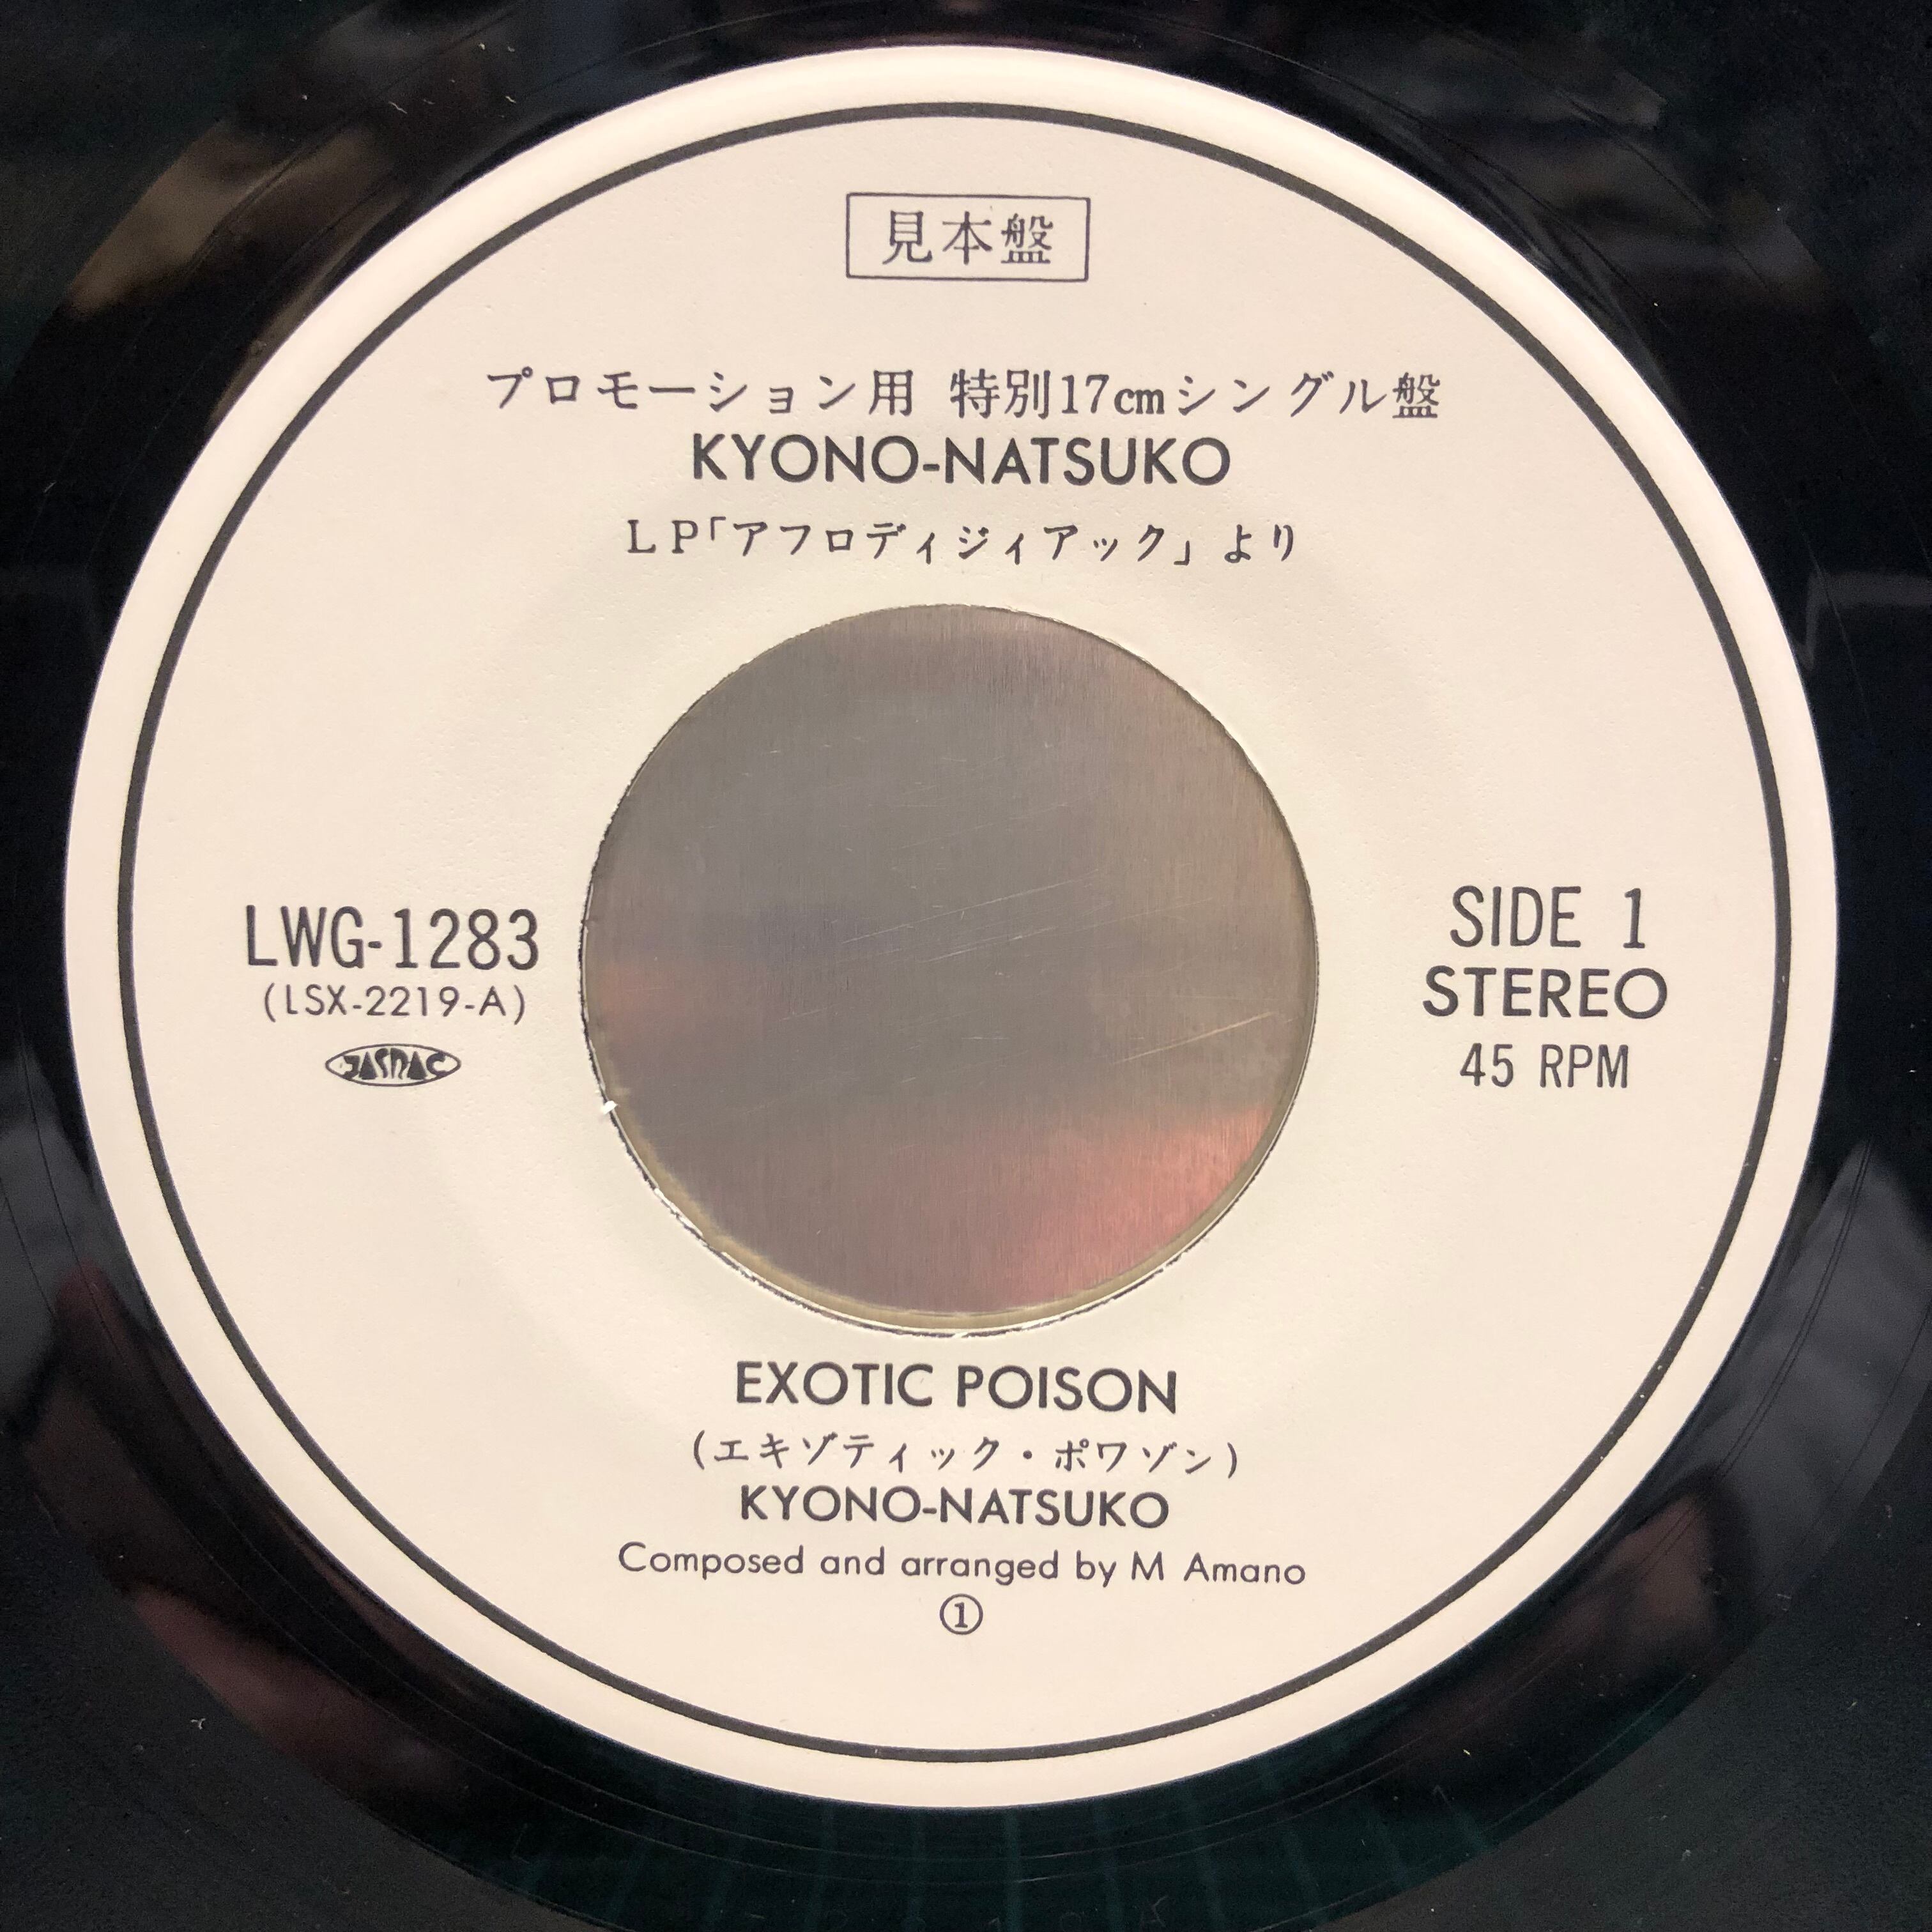 見本盤
プロモーション用 特別17cmシングル盤
KYONO-NATSUKO
LP「アフロディジィアック」より
LWG-1283
(LSX-2219-A)
JASRAC
SIDE 1
STEREO
45 RPM
EXOTIC POISON
(エキゾティック・ポワゾン)
KYONO-NATSUKO
Composed and arranged by M Amano
①